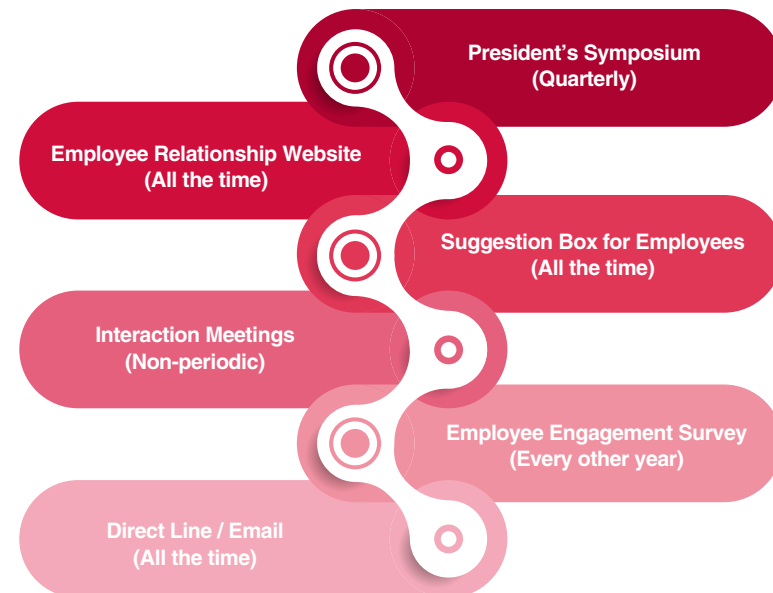 President’s Symposium
(Quarterly)
Employee Relationship Website
(All the time)
Suggestion Box for Employees
(All the time)
Interaction Meetings
(Non-periodic)
Employee Engagement Survey
(Every other year)
Direct Line / Email
(All the time)